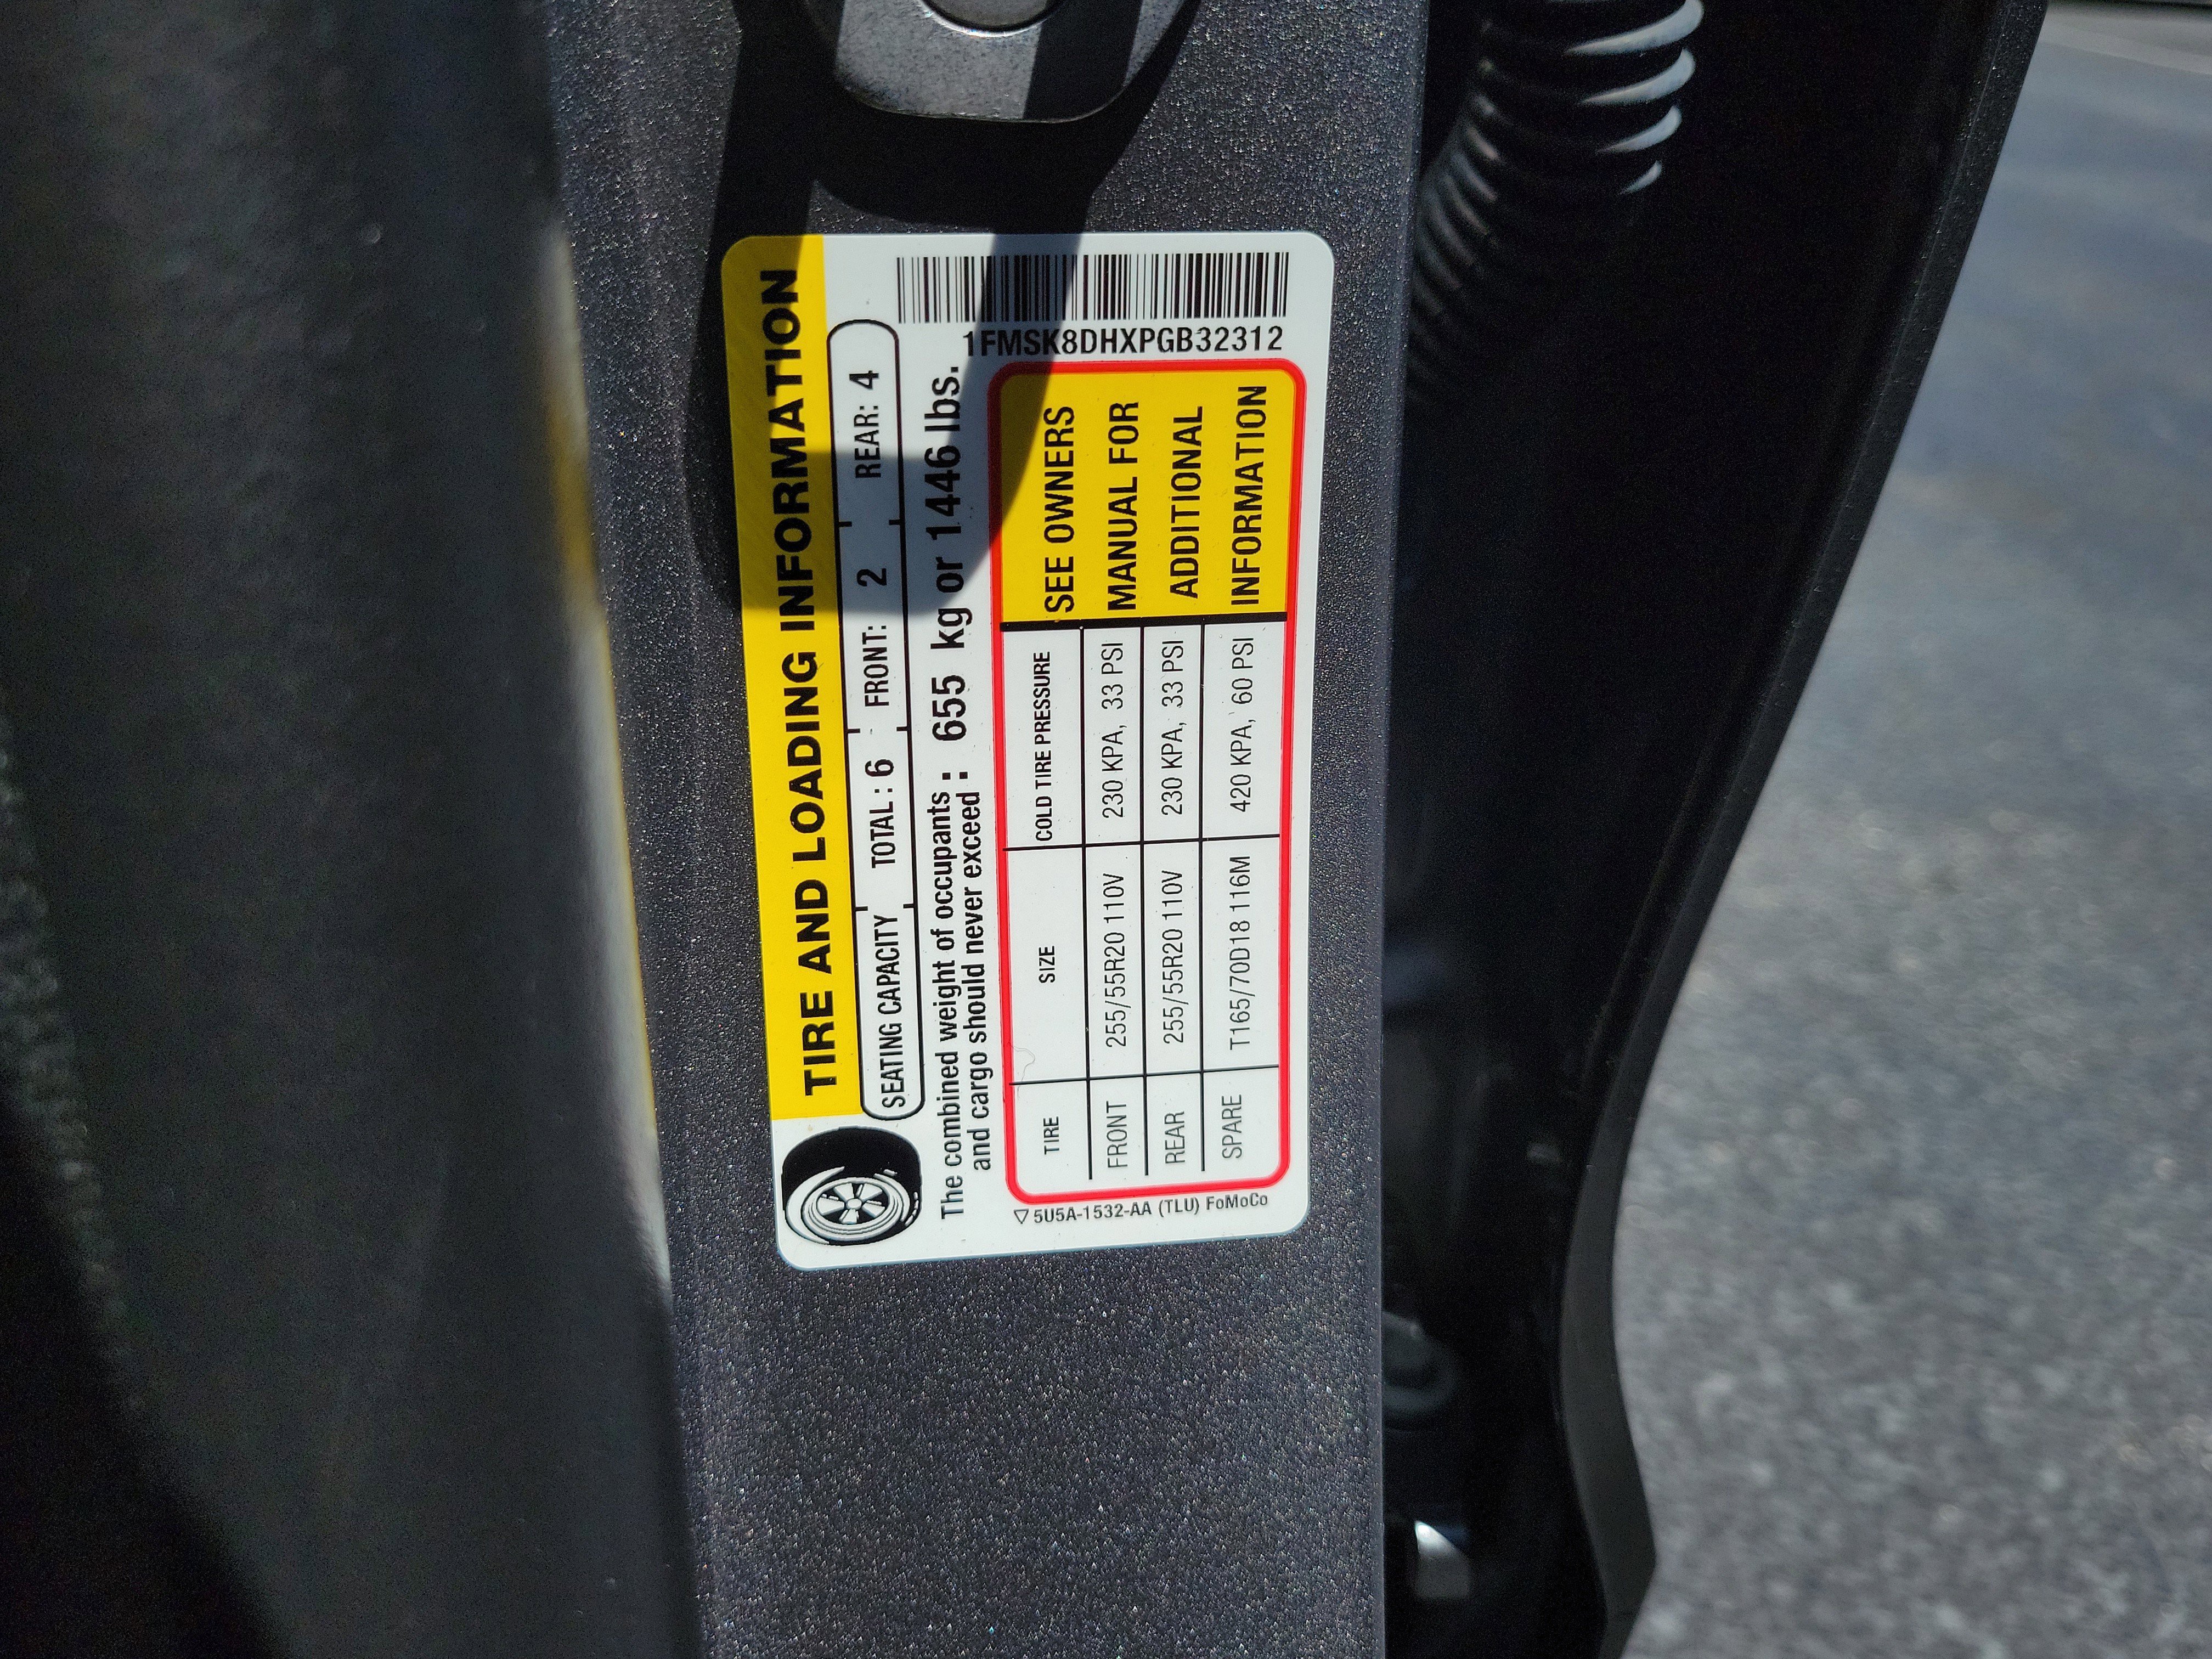 TIRE AND LOADING INFORMATION
SEATING CAPACITY TOTAL : 6 FRONT: 2 REAR: 4
The combined weight of occupants
and cargo should never exceed : 655 kg or 1446 lbs.
TIRE SIZE COLD TIRE PRESSURE
FRONT 255/55R20 110V 230 KPA, 33 PSI
REAR 255/55R20 110V 230 KPA, 33 PSI
SPARE T165/70D18 116M 420 KPA, 60 PSI
SEE OWNERS
MANUAL FOR
ADDITIONAL
INFORMATION
5U5A-1532-AA (TLU) FoMoCo
1FMSK8DHXPGB32312